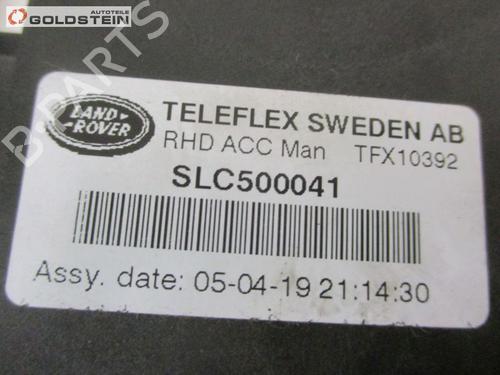 AUTOTEILE
GOLDSTEIN
B-PARTS
LAND
ROVER
TELEFLEX SWEDEN AB
RHD ACC Man TFX10392
SLC500041
Assy. date: 05-04-19 21:14:30